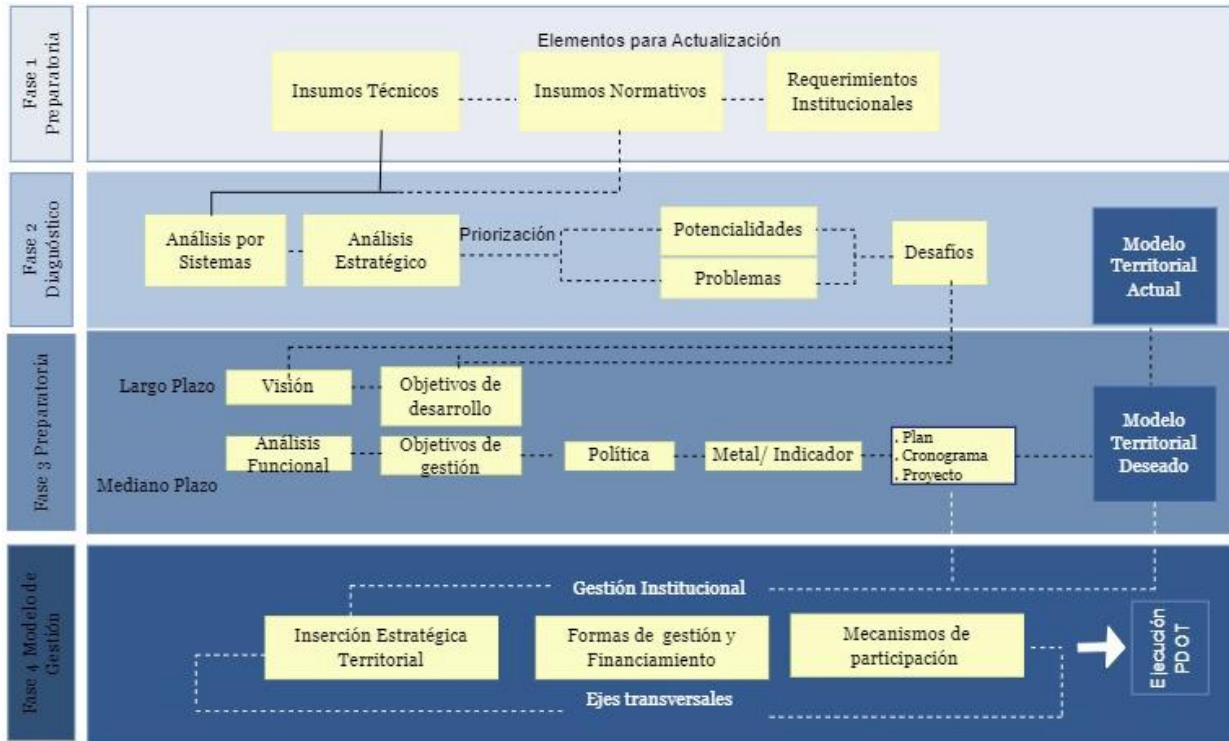 Fase 1
Preparatoria
Elementos para Actualización
Insumos Técnicos
Insumos Normativos
Requerimientos
Institucionales
Fase 2
Diagnóstico
Análisis por
Sistemas
Análisis
Estratégico
Priorización
Potencialidades
Problemas
Desafíos
Modelo
Territorial
Actual
Fase 3 Preparatoria
Largo Plazo
Visión
Objetivos de
desarrollo
Mediano Plazo
Análisis
Funcional
Objetivos de
gestión
Política
Metal/ Indicador
. Plan
. Cronograma
. Proyecto
Modelo
Territorial
Deseado
Fase 4 Modelo de
Gestión
Gestión Institucional
Inserción Estratégica
Territorial
Formas de gestión y
Financiamiento
Mecanismos de
participación
Ejes transversales
Ejecución
PDOT